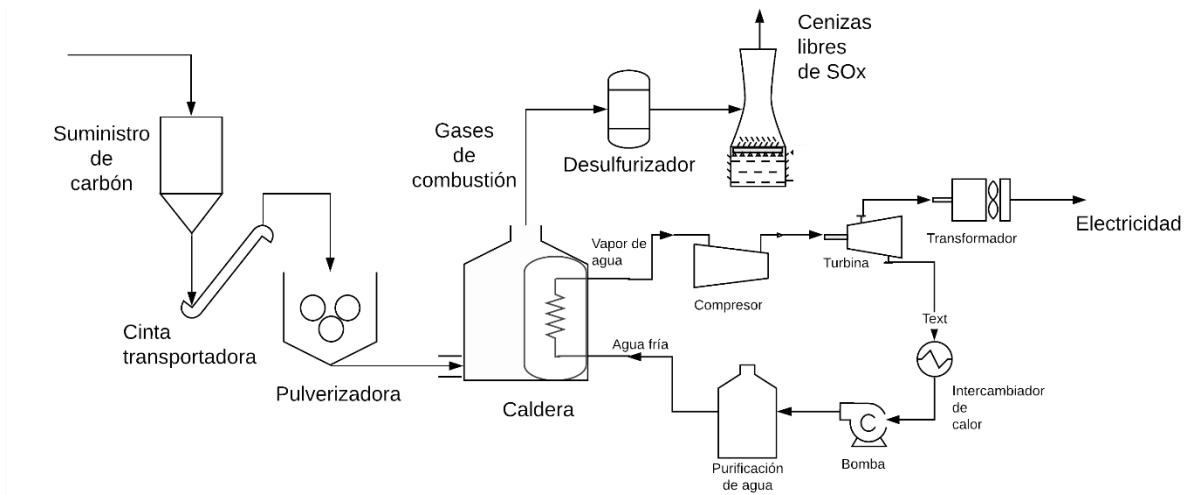 Suministro
de
carbón
Cinta
transportadora
Pulverizadora
Gases
de
combustión
Caldera
Desulfurizador
Cenizas
libres
de SOx
Vapor de
agua
Compresor
Turbina
Transformador
Electricidad
Text
Intercambiador
de
calor
C
Bomba
Purificación
de agua
Agua fría